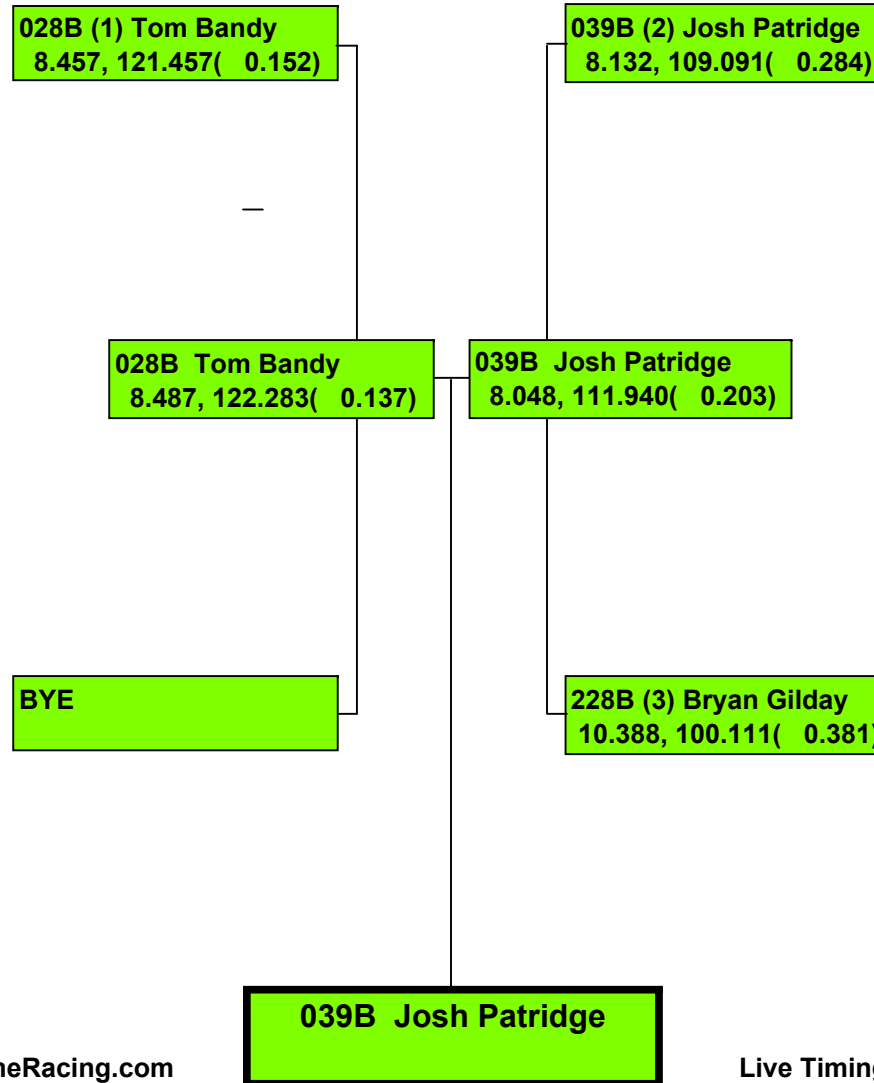 028B (1) Tom Bandy
8.457, 121.457( 0.152)
039B (2) Josh Patridge
8.132, 109.091( 0.284)
028B Tom Bandy
8.487, 122.283( 0.137)
039B Josh Patridge
8.048, 111.940( 0.203)
BYE
228B (3) Bryan Gilday
10.388, 100.111( 0.381)
039B Josh Patridge
neRacing.com
Live Timing